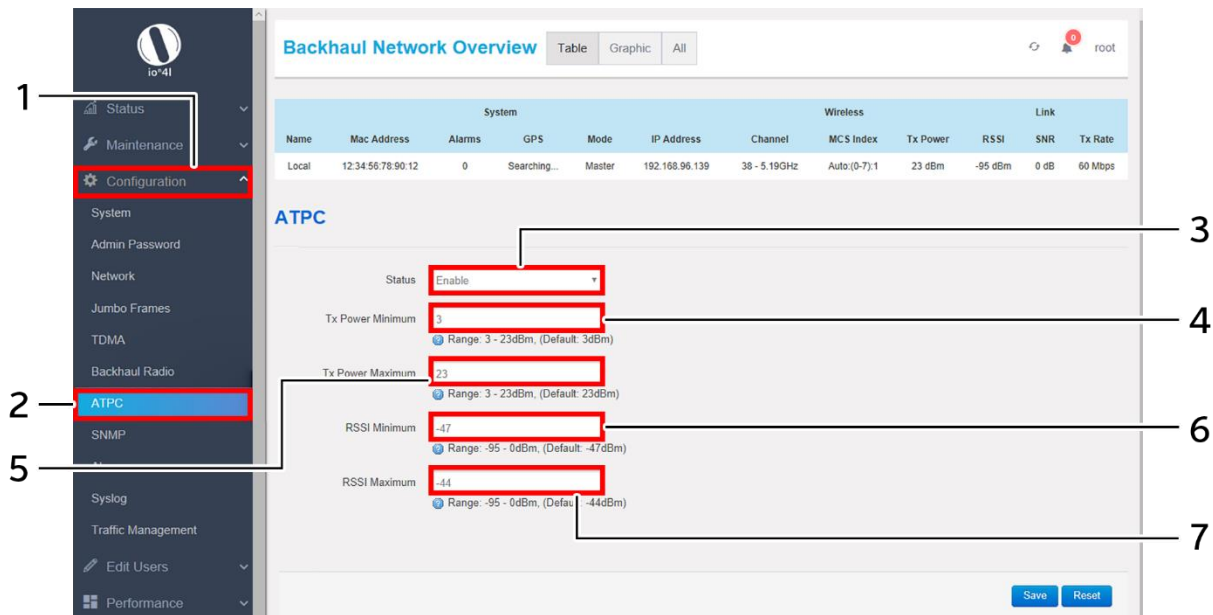 io*4l
Backhaul Network Overview Table Graphic All 0 root
1
Status
Maintenance
Configuration
System
Admin Password
Network
Jumbo Frames
TDMA
Backhaul Radio
2 ATPC
SNMP
5
Syslog
Traffic Management
Edit Users
Performance
System Wireless Link
Name Mac Address Alarms GPS Mode IP Address Channel MCS Index Tx Power RSSI SNR Tx Rate
Local 12:34:56:78:90:12 0 Searching... Master 192.168.96.139 38 - 5.19GHz Auto:(0-7):1 23 dBm -95 dBm 0 dB 60 Mbps
ATPC
3
Status Enable
Tx Power Minimum 3 4
Range: 3 - 23dBm, (Default: 3dBm)
Tx Power Maximum 23
Range: 3 - 23dBm, (Default: 23dBm)
RSSI Minimum -47 6
Range: -95 - 0dBm, (Default: -47dBm)
RSSI Maximum -44
Range: -95 - 0dBm, (Default: -44dBm)
7
Save Reset